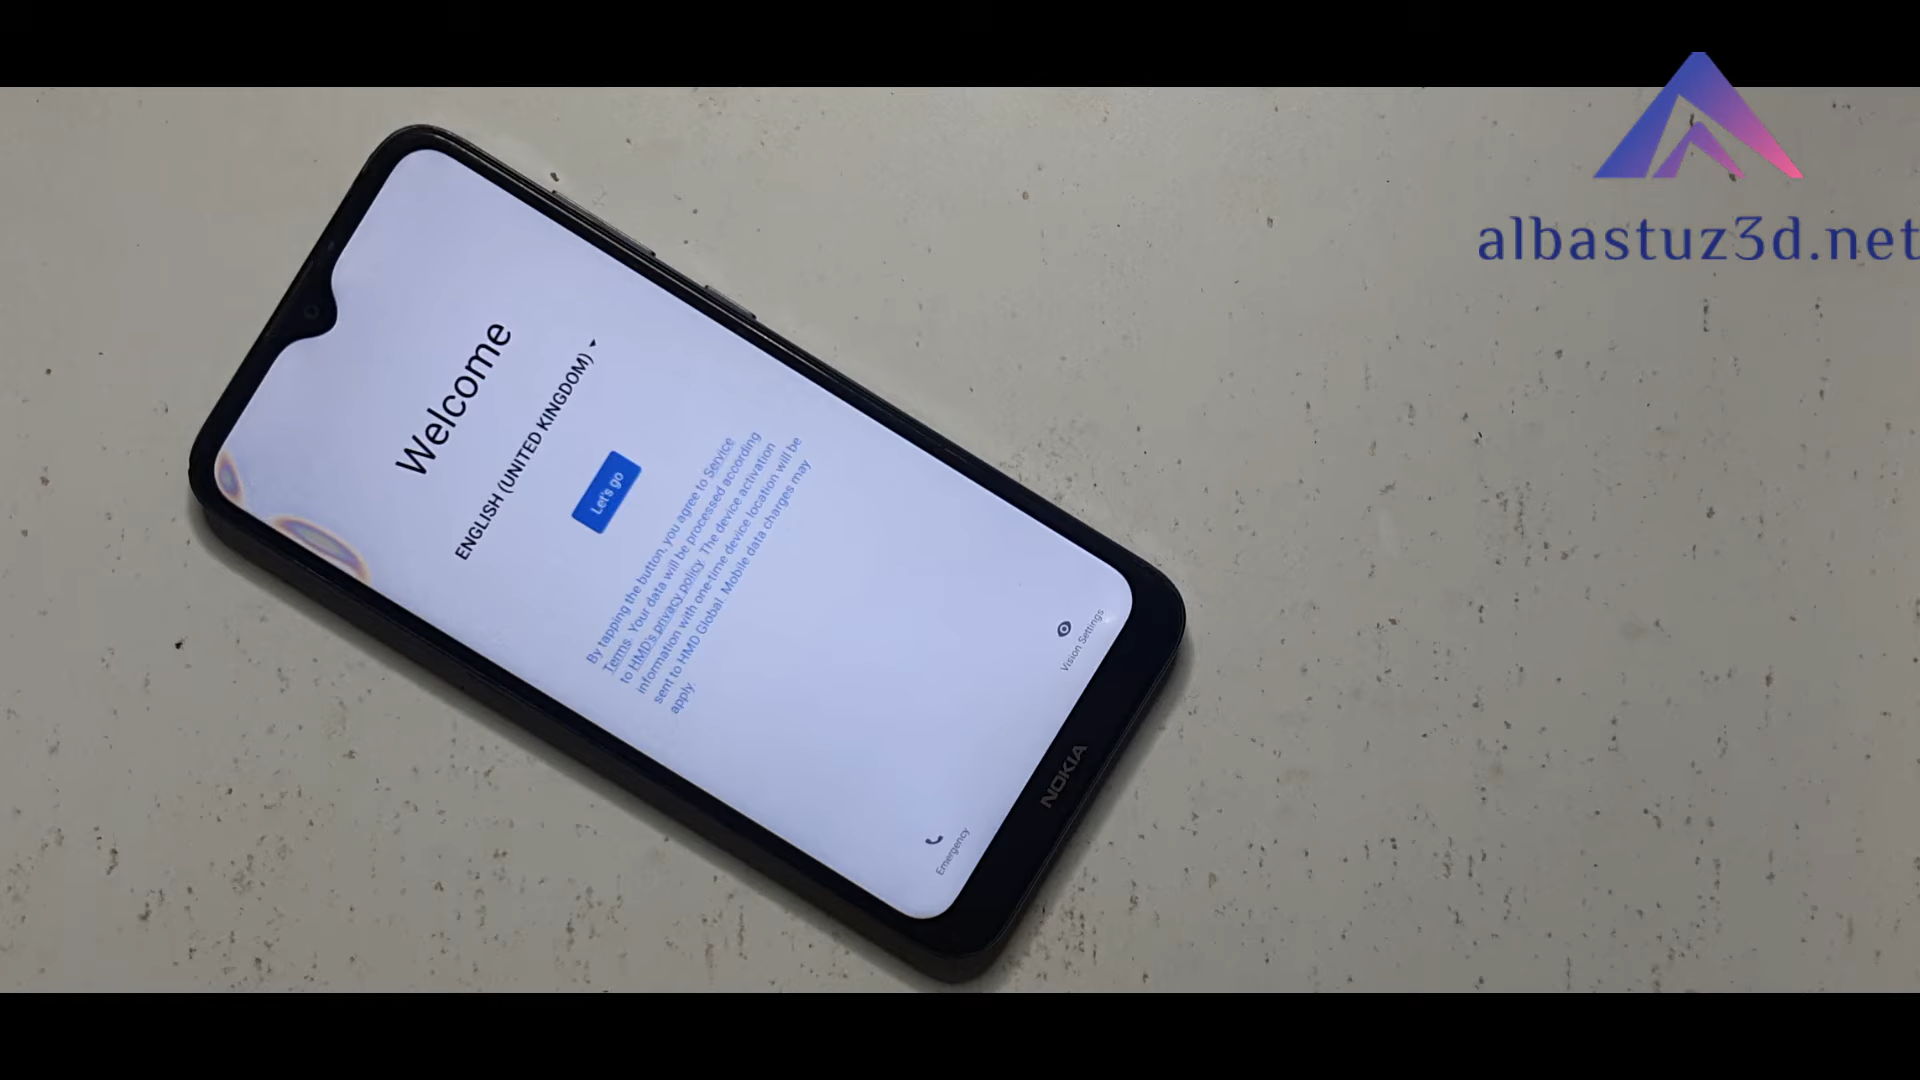 albastuz3d.net
Welcome
ENGLISH (UNITED KINGDOM)
Let's go
By tapping the button, you agree to Service
Terms. Your data will be processed according
to HMD's privacy policy. The device activation
information with one-time device location will be
sent to HMD Global. Mobile data charges may
apply.
Vision Settings
Emergency
NOKIA